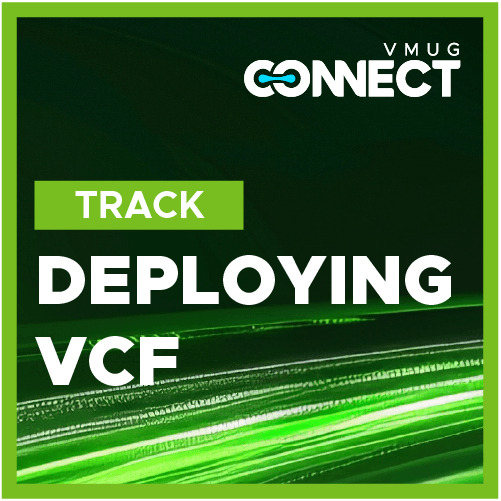 VMUG
CONNECT
TRACK
DEPLOYING
VCF